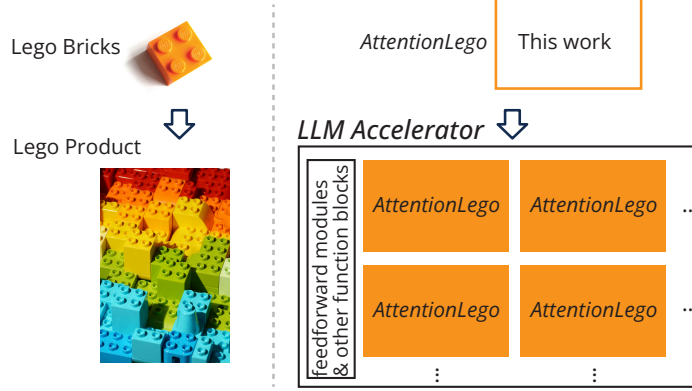 Lego Bricks
Lego Product
AttentionLego
This work
LLM Accelerator
feedforward modules
& other function blocks
AttentionLego
AttentionLego
...
AttentionLego
AttentionLego
...
...
...